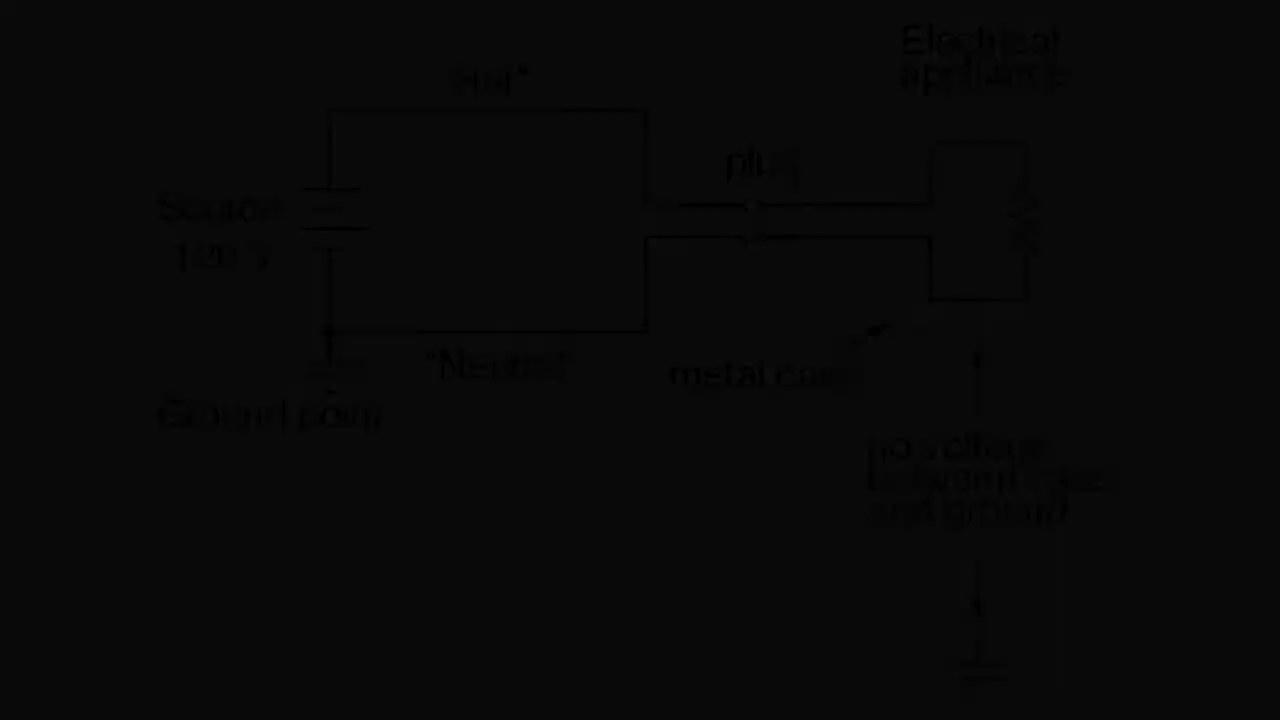 Electrical
appliance
"Hot"
plug
Source
120 V
"Neutral"
metal case
Ground point
no voltage
between case
and ground